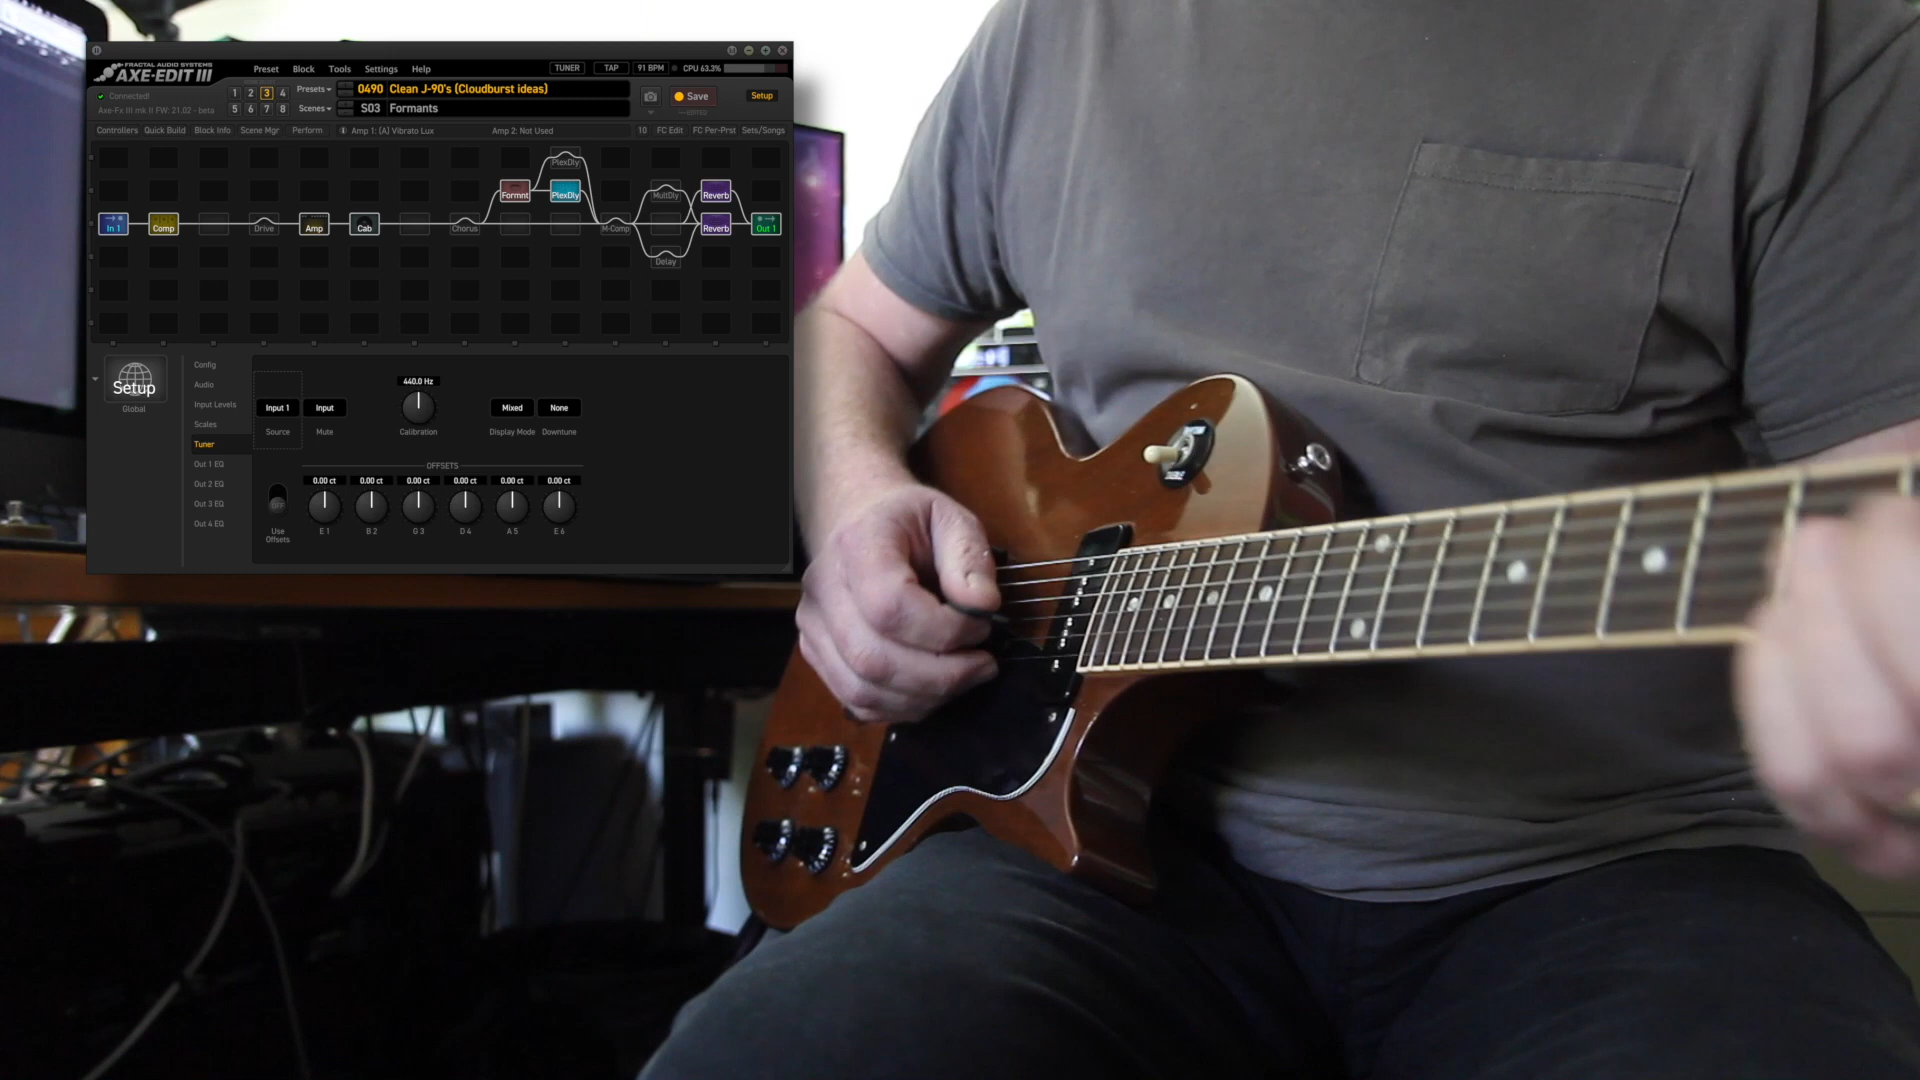 FRACTAL AUDIO SYSTEMS
AXE-EDIT III
Preset Block Tools Settings Help
TUNER TAP 91 BPM CPU 63.3%
Connected!
Axe-Fx III mk II FW: 21.02 - beta
1 2 3 4
5 6 7 8
Presets 0490 Clean J-90's (Cloudburst ideas)
Scenes S03 Formants
Save
EDITED
Setup
Controllers Quick Build Block Info Scene Mgr Perform Amp 1: (A) Vibrato Lux Amp 2: Not Used 10 FC Edit FC Per-Prst Sets/Songs
PlexDly
Formnt PlexDly MultDly Reverb
In 1 Comp Drive Amp Cab Chorus M-Comp Reverb Out 1
Delay
Setup
Global
Config
Audio
Input Levels
Scales
Tuner
Out 1 EQ
Out 2 EQ
Out 3 EQ
Out 4 EQ
440.0 Hz
Input 1 Input Mixed None
Source Mute Calibration Display Mode Downtune
OFFSETS
0.00 ct 0.00 ct 0.00 ct 0.00 ct 0.00 ct 0.00 ct
OFF
Use Offsets
E 1 B 2 G 3 D 4 A 5 E 6